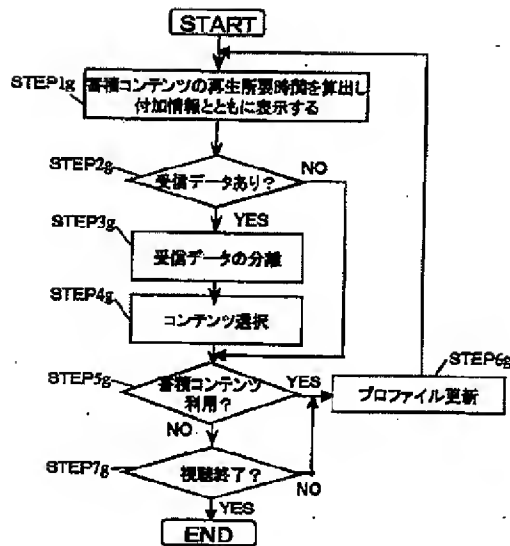 START
STEP1g
蓄積コンテンツの再生所要時間を算出し
付加情報とともに表示する
STEP2g
受信データあり?
NO
YES
STEP3g
受信データの分離
STEP4g
コンテンツ選択
STEP5g
蓄積コンテンツ
利用?
YES
STEP6g
プロファイル更新
NO
STEP7g
視聴終了?
NO
YES
END